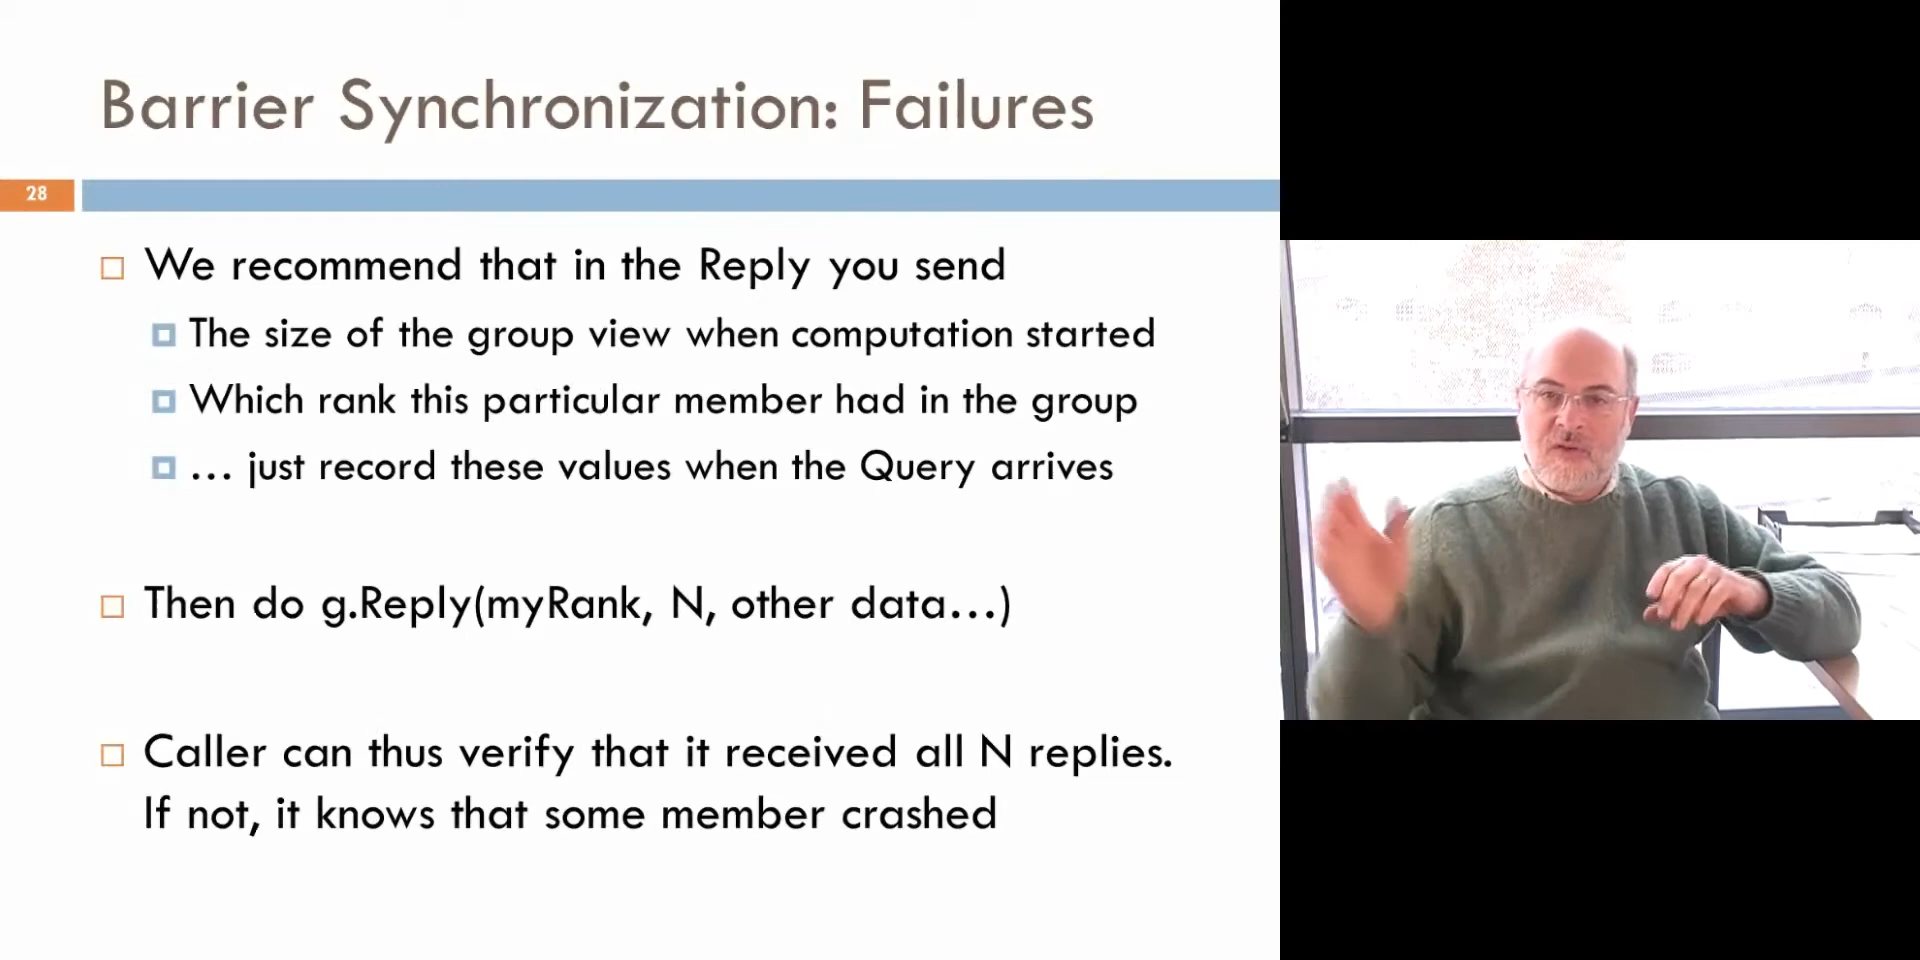 Barrier Synchronization: Failures
28
We recommend that in the Reply you send
The size of the group view when computation started
Which rank this particular member had in the group
... just record these values when the Query arrives
Then do g.Reply(myRank, N, other data...)
Caller can thus verify that it received all N replies.
If not, it knows that some member crashed